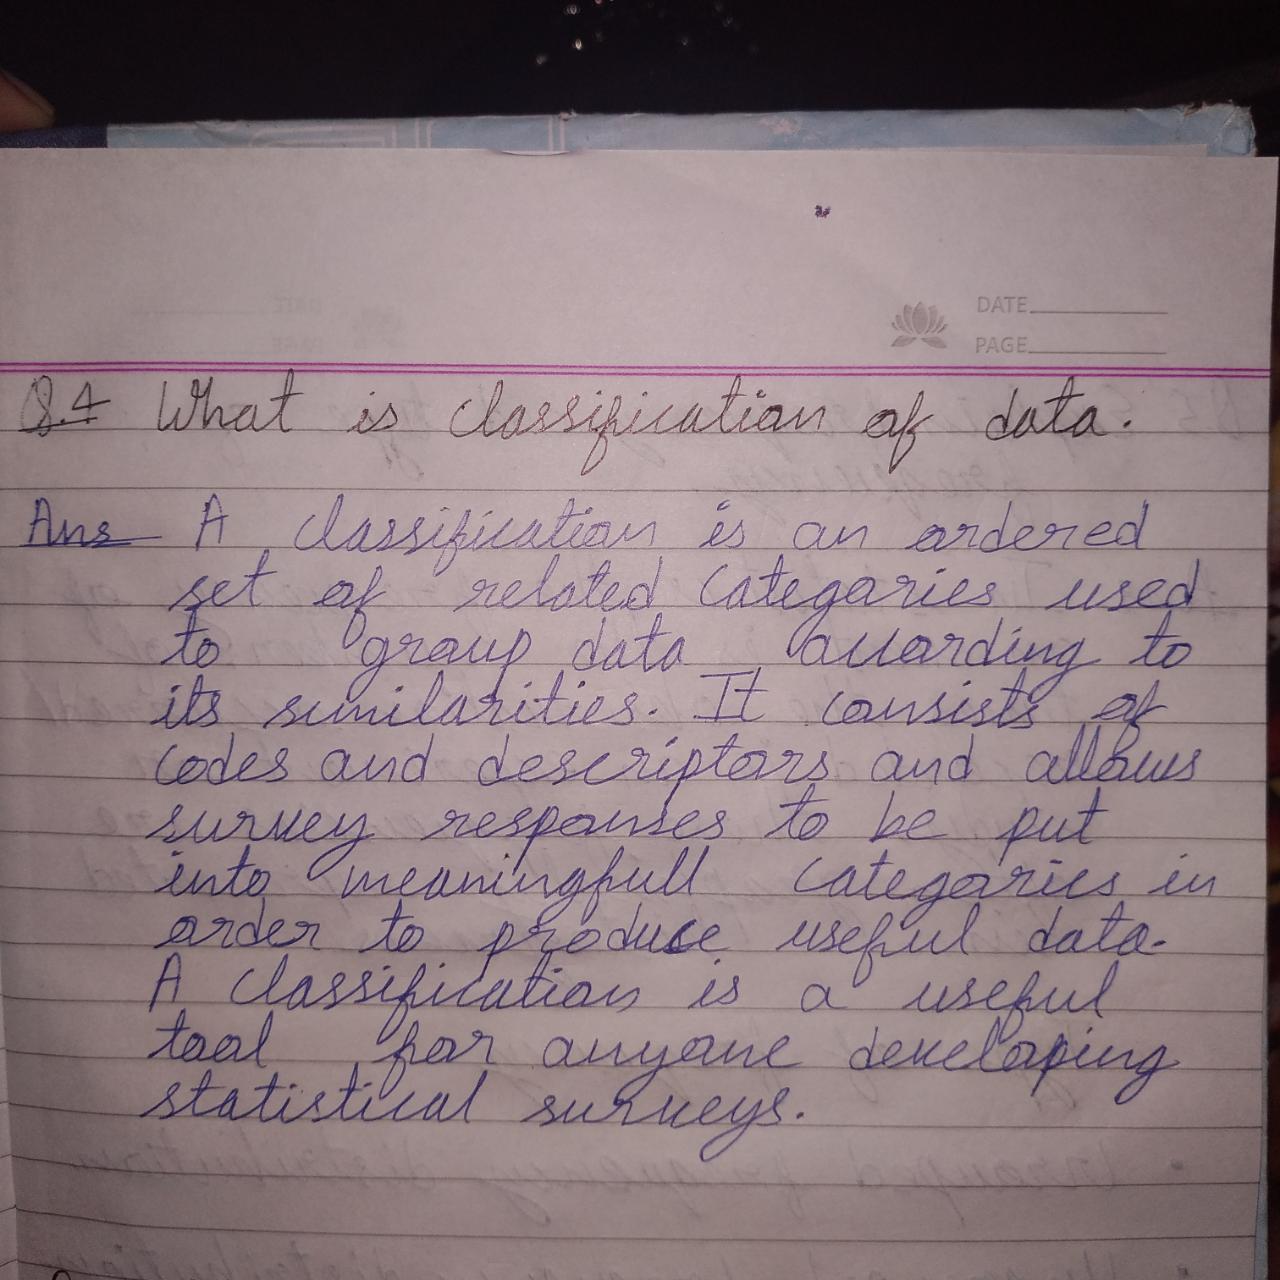 DATE
PAGE
Q.4 What is classification of data.
Ans A classification is an ordered
set of related categories used
to group data according to
its similarities. It consists of
codes and descriptors and allows
survey responses to be put
into meaningfull categories in
order to produce useful data.
A classification is a useful
tool for anyone developing
statistical surveys.